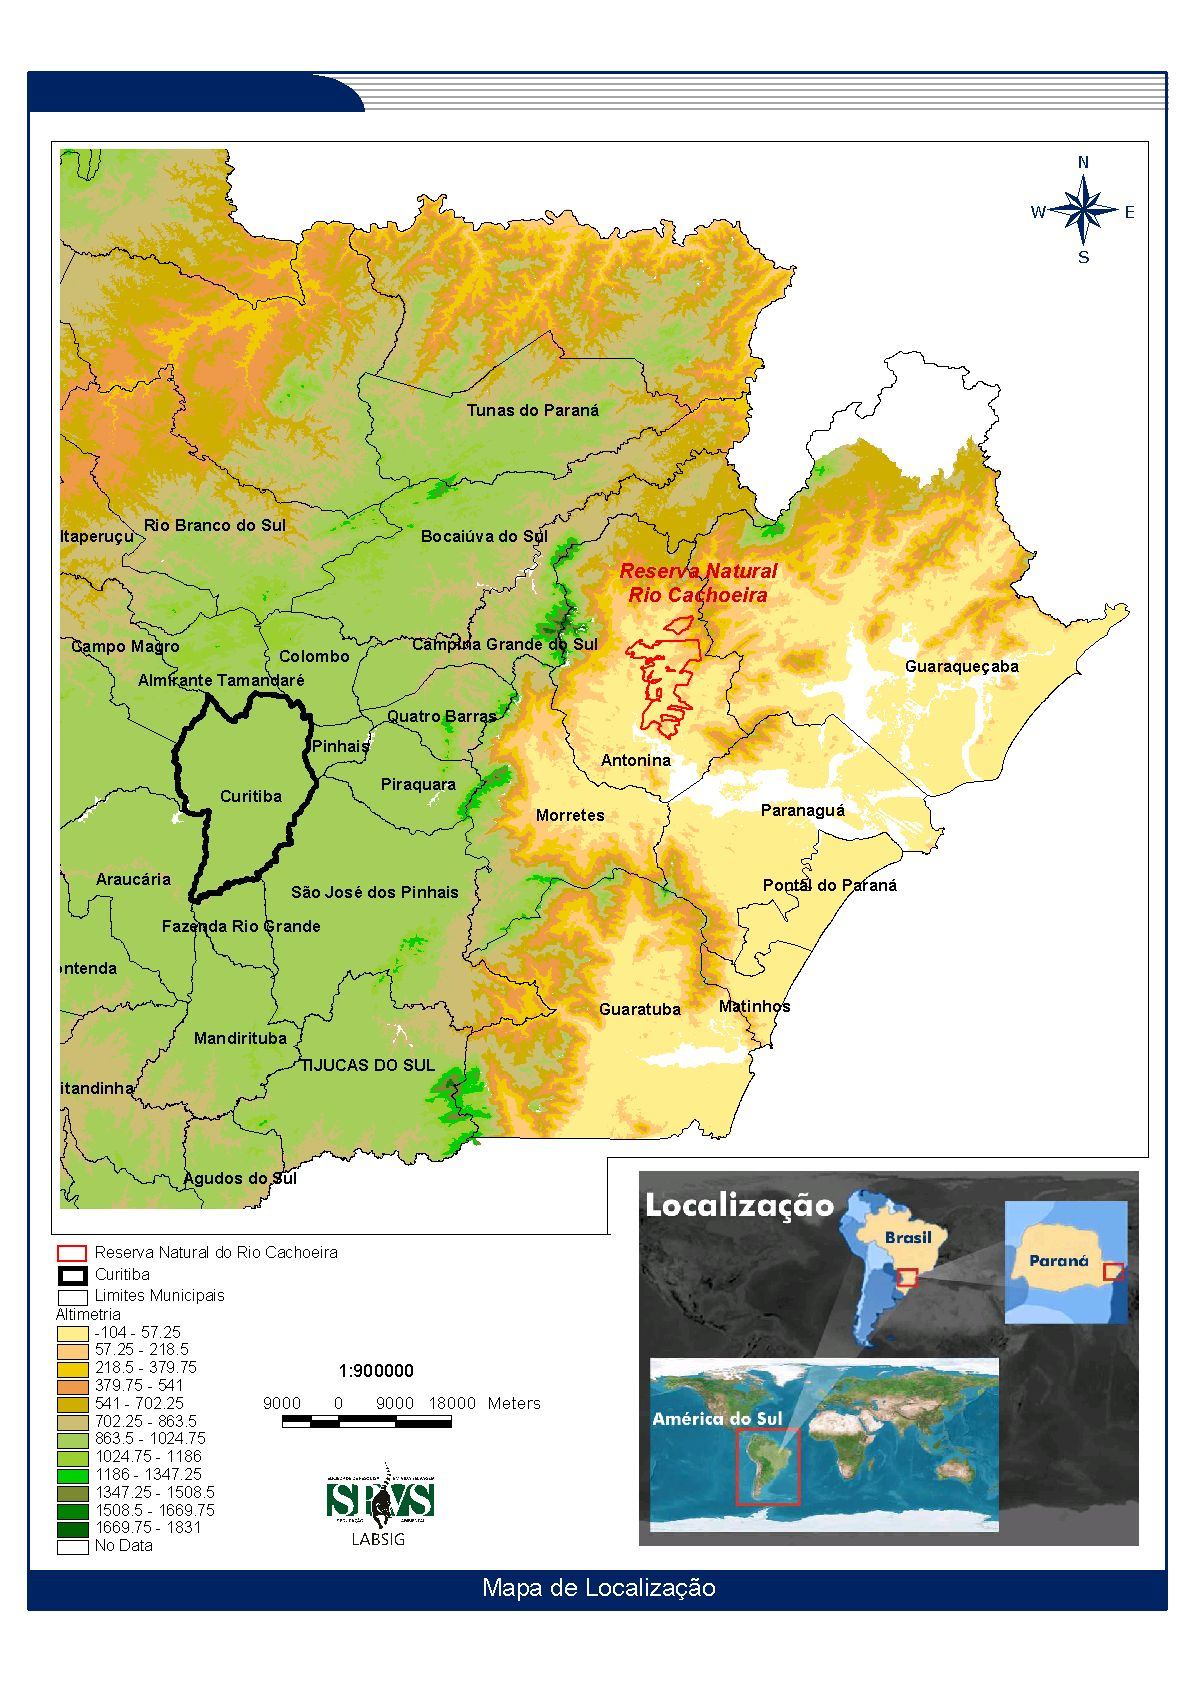 N
W E
S
Tunas do Paraná
Rio Branco do Sul
Itaperuçu
Bocaiúva do Sul
Reserva Natural
Rio Cachoeira
Campo Magro
Colombo
Campina Grande do Sul
Guaraqueçaba
Almirante Tamandaré
Quatro Barras
Pinhais
Antonina
Piraquara
Curitiba
Morretes
Paranaguá
Araucária
São José dos Pinhais
Pontal do Paraná
Fazenda Rio Grande
ontenda
Guaratuba
Matinhos
Mandirituba
TIJUCAS DO SUL
itandinha
Agudos do Sul
Localização
Brasil
Paraná
América do Sul
Reserva Natural do Rio Cachoeira
Curitiba
Limites Municipais
Altimetria
-104 - 57.25
57.25 - 218.5
218.5 - 379.75
379.75 - 541
541 - 702.25
702.25 - 863.5
863.5 - 1024.75
1024.75 - 1186
1186 - 1347.25
1347.25 - 1508.5
1508.5 - 1669.75
1669.75 - 1831
No Data
1:900000
9000 0 9000 18000 Meters
SPVS
LABSIG
Mapa de Localização